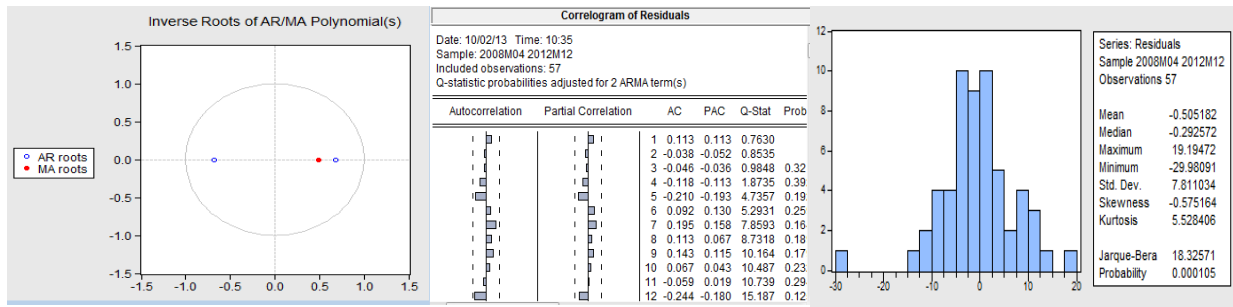 Inverse Roots of AR/MA Polynomial(s)
1.5
1.0
0.5
0.0
-0.5
-1.0
-1.5
-1.5 -1.0 -0.5 0.0 0.5 1.0 1.5
AR roots
MA roots
Correlogram of Residuals
Date: 10/02/13 Time: 10:35
Sample: 2008M04 2012M12
Included observations: 57
Q-statistic probabilities adjusted for 2 ARMA term(s)
Autocorrelation Partial Correlation AC PAC Q-Stat Prob
1 0.113 0.113 0.7630
2 -0.038 -0.052 0.8535
3 -0.046 -0.036 0.9848 0.32
4 -0.118 -0.113 1.8735 0.39
5 -0.210 -0.193 4.7357 0.19
6 0.092 0.130 5.2931 0.25
7 0.195 0.158 7.8593 0.16
8 0.113 0.067 8.7318 0.18
9 0.143 0.115 10.164 0.17
10 0.067 0.043 10.487 0.23
11 -0.059 0.019 10.739 0.29
12 -0.244 -0.180 15.187 0.12
12
10
8
6
4
2
0
-30 -20 -10 0 10 20
Series: Residuals
Sample 2008M04 2012M12
Observations 57
Mean -0.505182
Median -0.292572
Maximum 19.19472
Minimum -29.98091
Std. Dev. 7.811034
Skewness -0.575164
Kurtosis 5.528406
Jarque-Bera 18.32571
Probability 0.000105